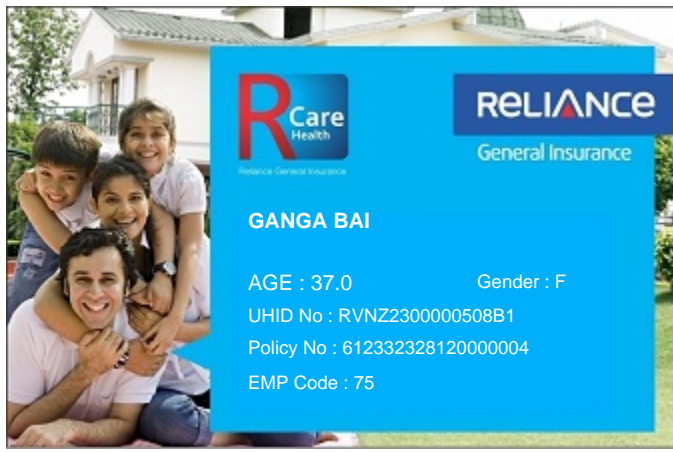 R Care
Health
Reliance General Insurance
RELIANCE
General Insurance
GANGA BAI
AGE : 37.0 Gender : F
UHID No : RVNZ2300000508B1
Policy No : 612332328120000004
EMP Code : 75